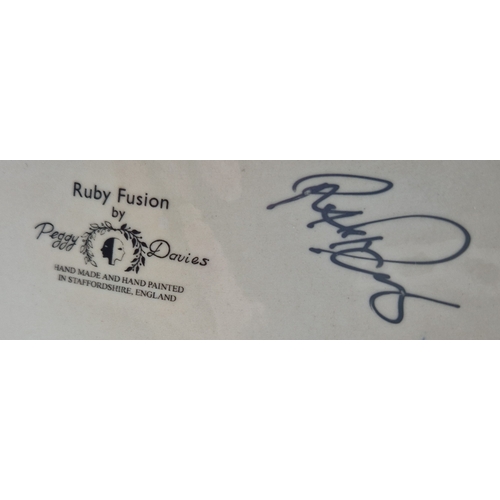 Ruby Fusion
by
Peggy Davies
HAND MADE AND HAND PAINTED
IN STAFFORDSHIRE, ENGLAND